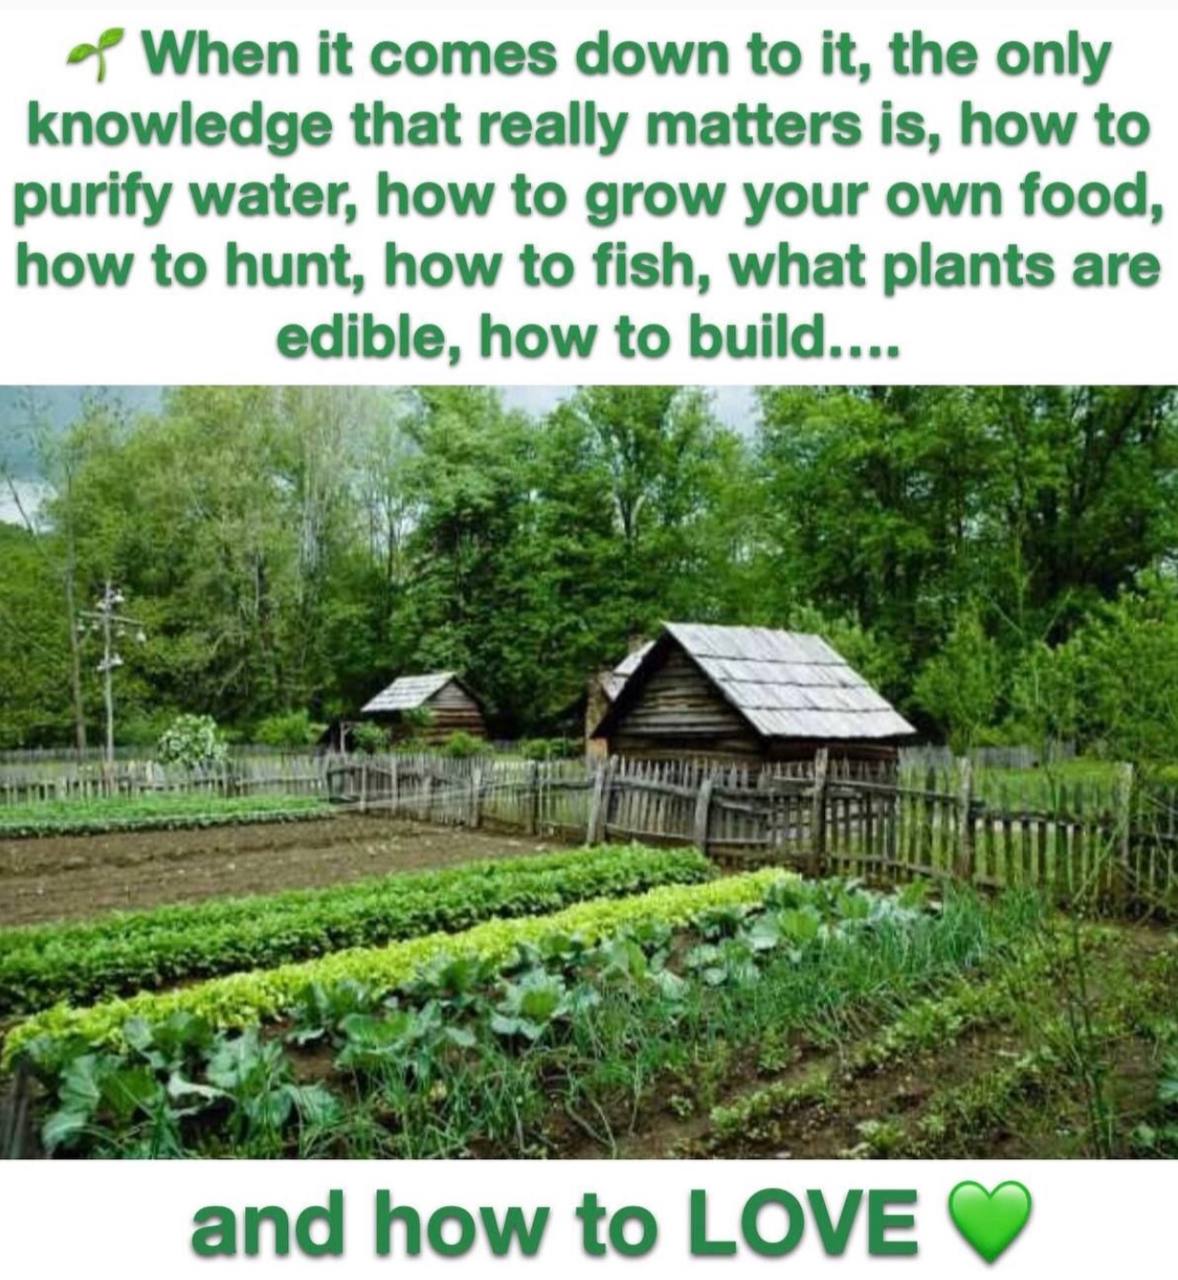 🌱 When it comes down to it, the only
knowledge that really matters is, how to
purify water, how to grow your own food,
how to hunt, how to fish, what plants are
edible, how to build....
and how to LOVE 💚